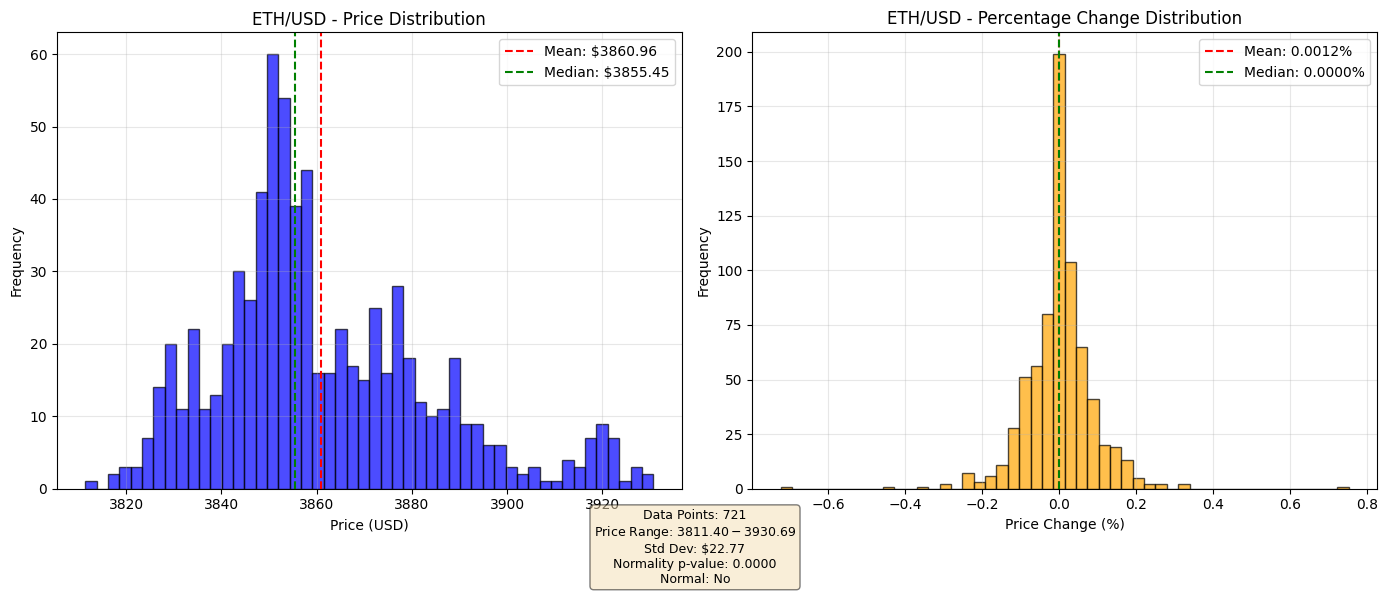 ETH/USD - Price Distribution
Mean: $3860.96
Median: $3855.45
60
50
40
30
20
10
0
Frequency
3820
3840
3860
3880
3900
3920
Price (USD)
ETH/USD - Percentage Change Distribution
Mean: 0.0012%
Median: 0.0000%
200
175
150
125
100
75
50
25
0
Frequency
−0.6
−0.4
−0.2
0.0
0.2
0.4
0.6
0.8
Price Change (%)
Data Points: 721
Price Range: 3811.40 − 3930.69
Std Dev: $22.77
Normality p-value: 0.0000
Normal: No